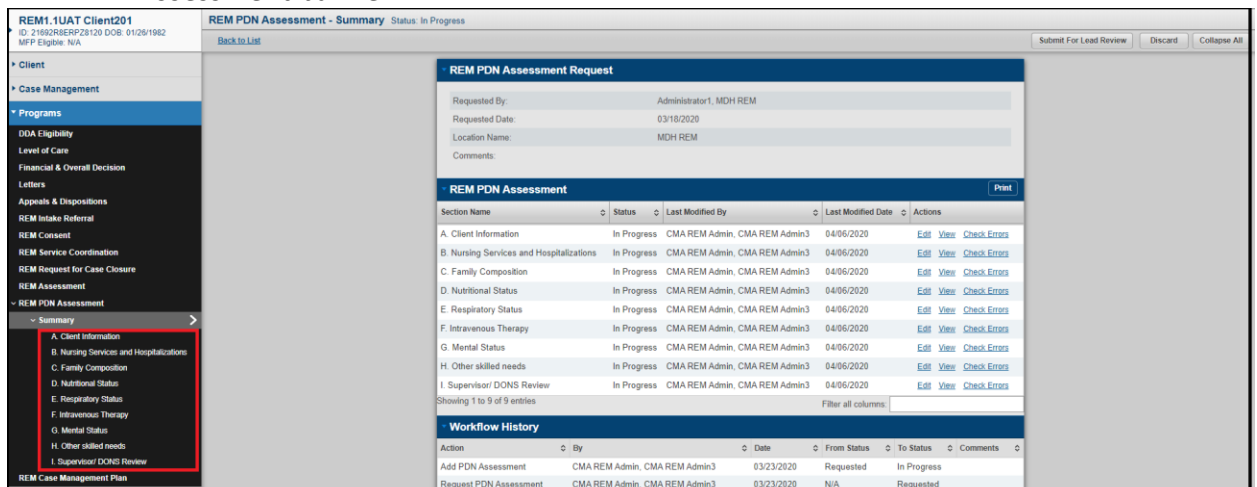 REM1.1UAT Client201
ID: 21692R8ERPZ8120 DOB: 01/26/1982
MFP Eligible: N/A
REM PDN Assessment - Summary Status: In Progress
Back to List
Submit For Lead Review Discard Collapse All
Client
Case Management
Programs
DDA Eligibility
Level of Care
Financial & Overall Decision
Letters
Appeals & Dispositions
REM Intake Referral
REM Consent
REM Service Coordination
REM Request for Case Closure
REM Assessment
REM PDN Assessment
Summary
A. Client Information
B. Nursing Services and Hospitalizations
C. Family Composition
D. Nutritional Status
E. Respiratory Status
F. Intravenous Therapy
G. Mental Status
H. Other skilled needs
I. Supervisor/ DONS Review
REM Case Management Plan
REM PDN Assessment Request
Requested By: Administrator1, MDH REM
Requested Date: 03/18/2020
Location Name: MDH REM
Comments:
REM PDN Assessment Print
Section Name Status Last Modified By Last Modified Date Actions
A. Client Information In Progress CMA REM Admin, CMA REM Admin3 04/06/2020 Edit View Check Errors
B. Nursing Services and Hospitalizations In Progress CMA REM Admin, CMA REM Admin3 04/06/2020 Edit View Check Errors
C. Family Composition In Progress CMA REM Admin, CMA REM Admin3 04/06/2020 Edit View Check Errors
D. Nutritional Status In Progress CMA REM Admin, CMA REM Admin3 04/06/2020 Edit View Check Errors
E. Respiratory Status In Progress CMA REM Admin, CMA REM Admin3 04/06/2020 Edit View Check Errors
F. Intravenous Therapy In Progress CMA REM Admin, CMA REM Admin3 04/06/2020 Edit View Check Errors
G. Mental Status In Progress CMA REM Admin, CMA REM Admin3 04/06/2020 Edit View Check Errors
H. Other skilled needs In Progress CMA REM Admin, CMA REM Admin3 04/06/2020 Edit View Check Errors
I. Supervisor/ DONS Review In Progress CMA REM Admin, CMA REM Admin3 04/06/2020 Edit View Check Errors
Showing 1 to 9 of 9 entries Filter all columns:
Workflow History
Action By Date From Status To Status Comments
Add PDN Assessment CMA REM Admin, CMA REM Admin3 03/23/2020 Requested In Progress
Request PDN Assessment CMA REM Admin, CMA REM Admin3 03/23/2020 N/A Requested